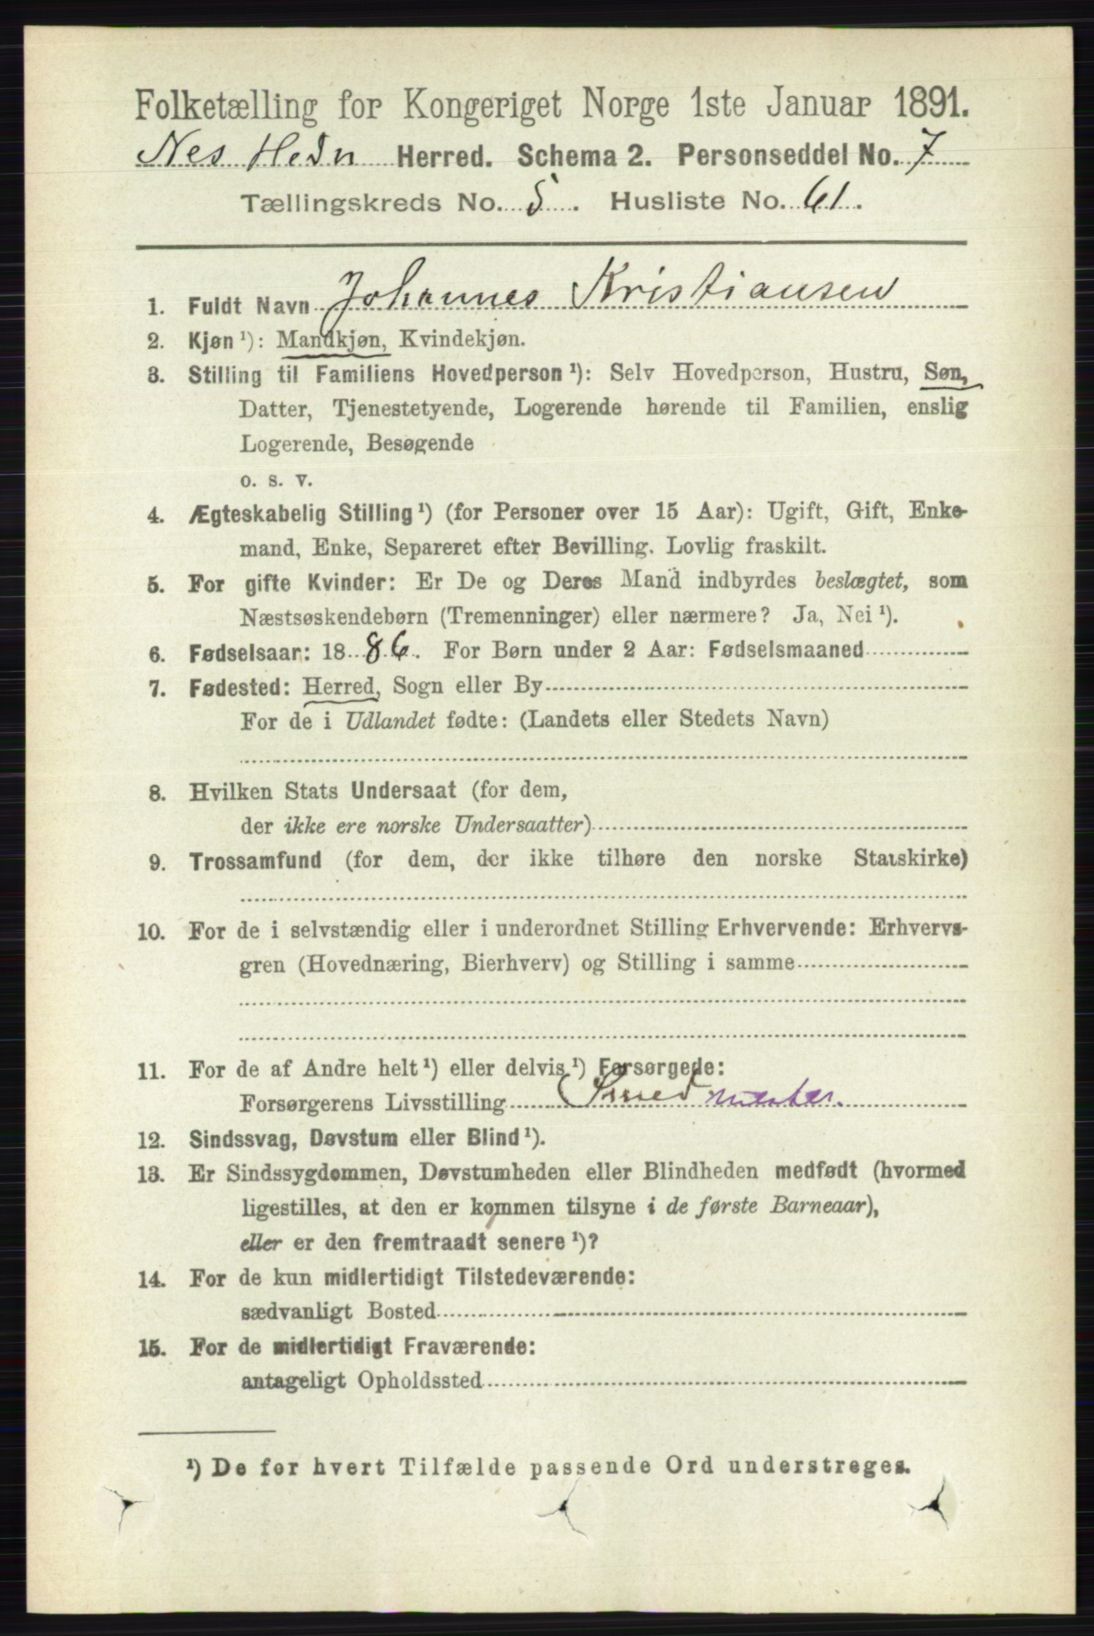 Folketælling for Kongeriget Norge 1ste Januar 1891.
Nes Hedm Herred. Schema 2. Personseddel No. 7
Tællingskreds No. 5. Husliste No. 61.
1. Fuldt Navn Johannes Kristiansen
2. Kjøn ¹): Mandkjøn, Kvindekjøn.
3. Stilling til Familiens Hovedperson ¹): Selv Hovedperson, Hustru, Søn,
Datter, Tjenestetyende, Logerende hørende til Familien, enslig
Logerende, Besøgende
o. s. v.
4. Ægteskabelig Stilling ¹) (for Personer over 15 Aar): Ugift, Gift, Enke-
mand, Enke, Separeret efter Bevilling. Lovlig fraskilt.
5. For gifte Kvinder: Er De og Deres Mand indbyrdes beslægtet, som
Næstsøskendebørn (Tremenninger) eller nærmere? Ja, Nei ¹).
6. Fødselsaar: 1886. For Børn under 2 Aar: Fødselsmaaned
7. Fødested: Herred, Sogn eller By
For de i Udlandet fødte: (Landets eller Stedets Navn)
8. Hvilken Stats Undersaat (for dem,
der ikke ere norske Undersaatter)
9. Trossamfund (for dem, der ikke tilhøre den norske Statskirke)
10. For de i selvstændig eller i underordnet Stilling Erhvervende: Erhvervs-
gren (Hovednæring, Bierhverv) og Stilling i samme
11. For de af Andre helt ¹) eller delvis ¹) Forsørgede:
Forsørgerens Livsstilling Smed mester.
12. Sindssvag, Døvstum eller Blind ¹).
13. Er Sindssygdommen, Døvstumheden eller Blindheden medfødt (hvormed
ligestilles, at den er kommen tilsyne i de første Barneaar),
eller er den fremtraadt senere ¹)?
14. For de kun midlertidigt Tilstedeværende:
sædvanligt Bosted
15. For de midlertidigt Fraværende:
antageligt Opholdssted
¹) De for hvert Tilfælde passende Ord understreges.